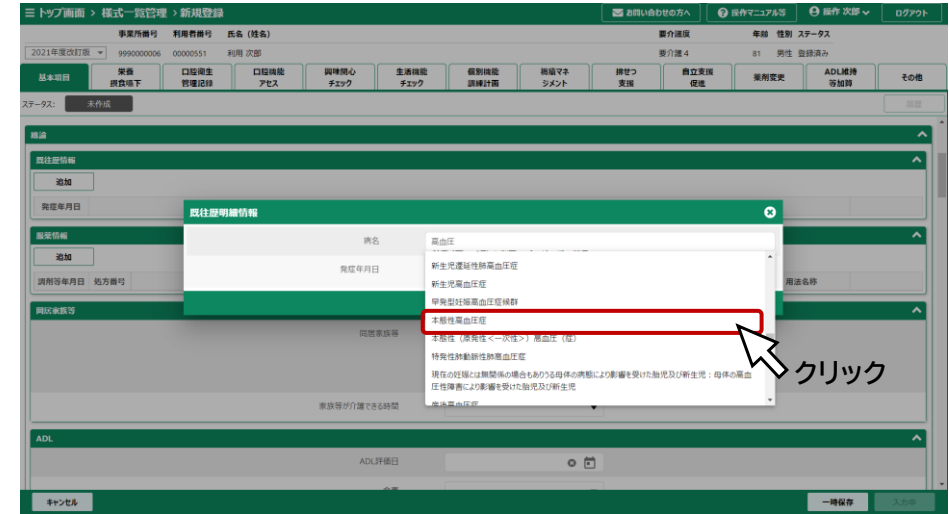 トップ画面 > 様式一覧管理 > 新規登録
お問い合わせの方へ 操作マニュアル等 操作 次郎 ログアウト
事業所番号 利用者番号 氏名（姓名） 要介護度 年齢 性別 ステータス
2021年度改訂版 9990000006 00000551 利用 次郎 要介護4 81 男性 登録済み
基本項目 栄養 摂食嚥下 口腔衛生 管理記録 口腔機能 アセス 興味関心 チェック 生活機能 チェック 個別機能 訓練計画 褥瘡マネ シメント 排せつ 支援 自立支援 促進 薬剤変更 ADL維持 等加算 その他
ステータス: 未作成 履歴
総論
既往歴情報
追加
発症年月日
既往歴明細情報
病名 高血圧
発症年月日
新生児遷延性肺高血圧症
新生児高血圧症
早発型妊娠高血圧症候群
本態性高血圧症
本態性（原発性＜一次性＞）高血圧（症）
特発性肺動脈性肺高血圧症
現在の妊娠とは無関係の場合もありうる母体の病態により影響を受けた胎児及び新生児：母体の高血
圧性障害により影響を受けた胎児及び新生児
産後高血圧症
クリック
服薬情報
追加
調剤等年月日 処方番号 用法名称
同居家族等
同居家族等
家族等が介護できる時間
ADL
ADL評価日
キャンセル 一時保存